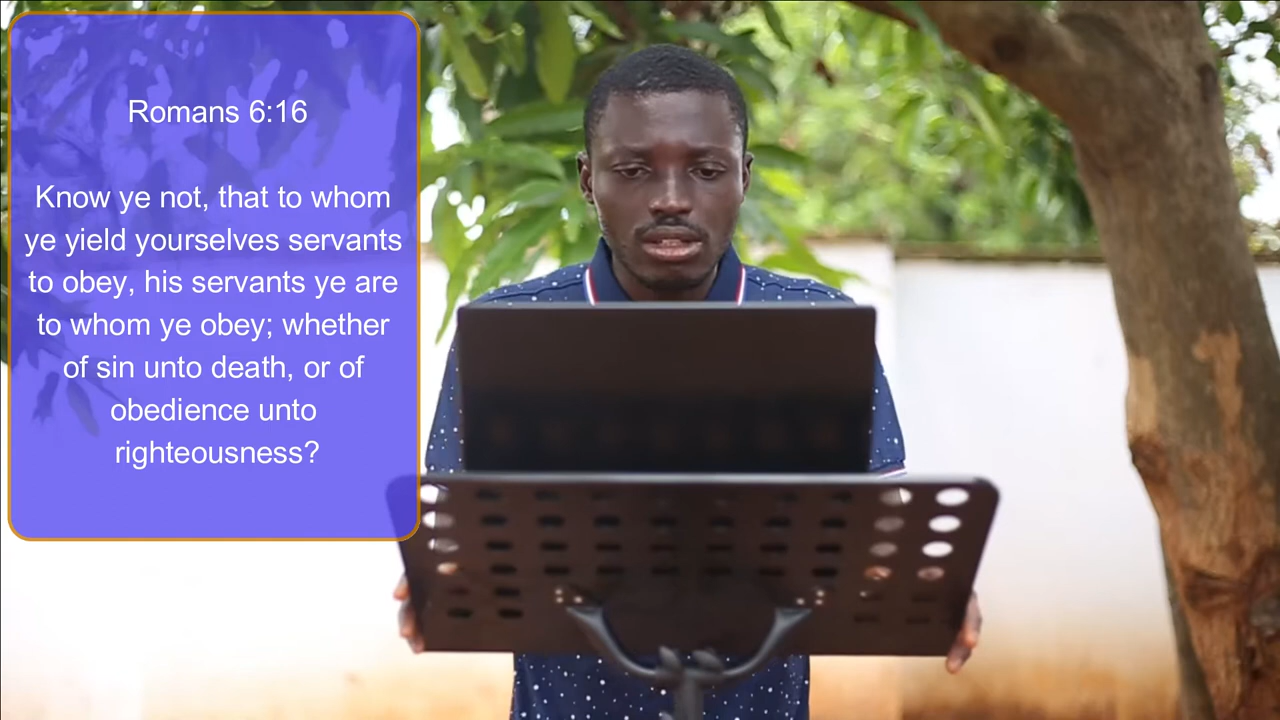 Romans 6:16
Know ye not, that to whom
ye yield yourselves servants
to obey, his servants ye are
to whom ye obey; whether
of sin unto death, or of
obedience unto
righteousness?